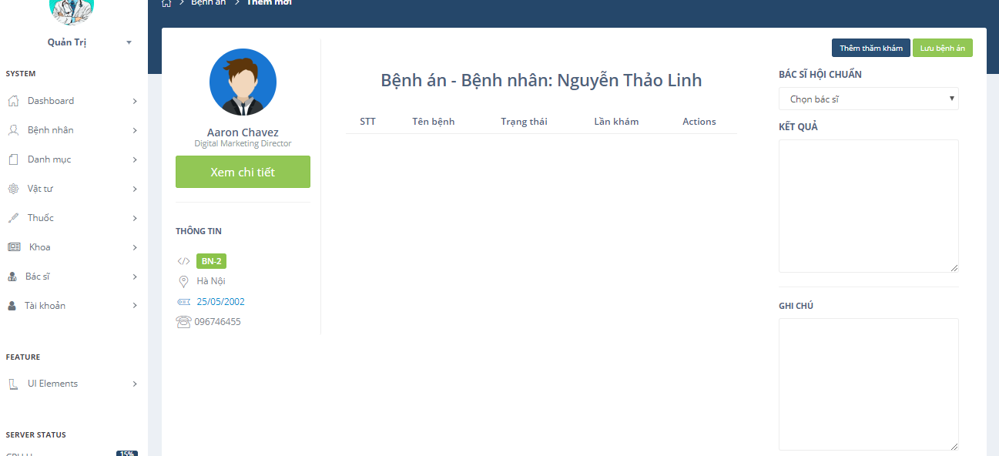 Bệnh án
Thêm mới
Quản Trị
SYSTEM
Dashboard
Bệnh nhân
Danh mục
Vật tư
Thuốc
Khoa
Bác sĩ
Tài khoản
FEATURE
UI Elements
SERVER STATUS
15%
Aaron Chavez
Digital Marketing Director
Xem chi tiết
THÔNG TIN
BN-2
Hà Nội
25/05/2002
096746455
Bệnh án - Bệnh nhân: Nguyễn Thảo Linh
STT Tên bệnh Trạng thái Lần khám Actions
Thêm thăm khám Lưu bệnh án
BÁC SĨ HỘI CHUẨN
Chọn bác sĩ
KẾT QUẢ
GHI CHÚ